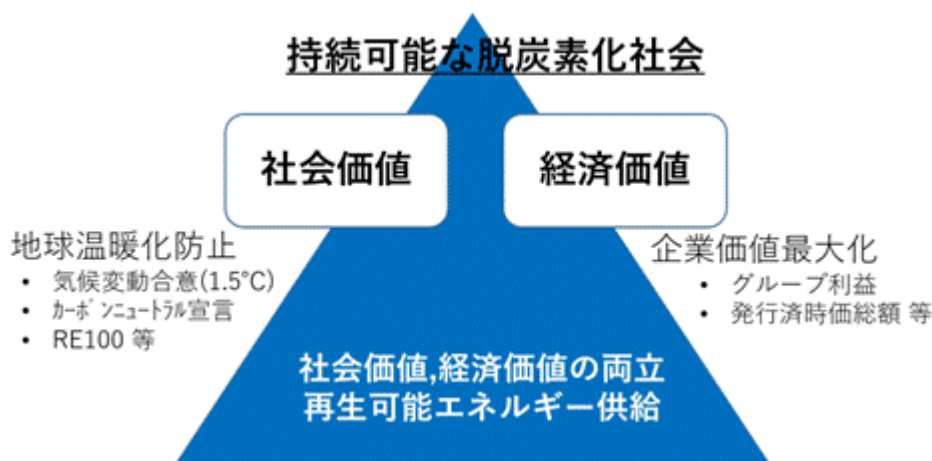 持続可能な脱炭素化社会
社会価値
経済価値
地球温暖化防止
• 気候変動合意(1.5°C)
• カーボンニュートラル宣言
• RE100 等
企業価値最大化
• グループ利益
• 発行済時価総額 等
社会価値,経済価値の両立
再生可能エネルギー供給